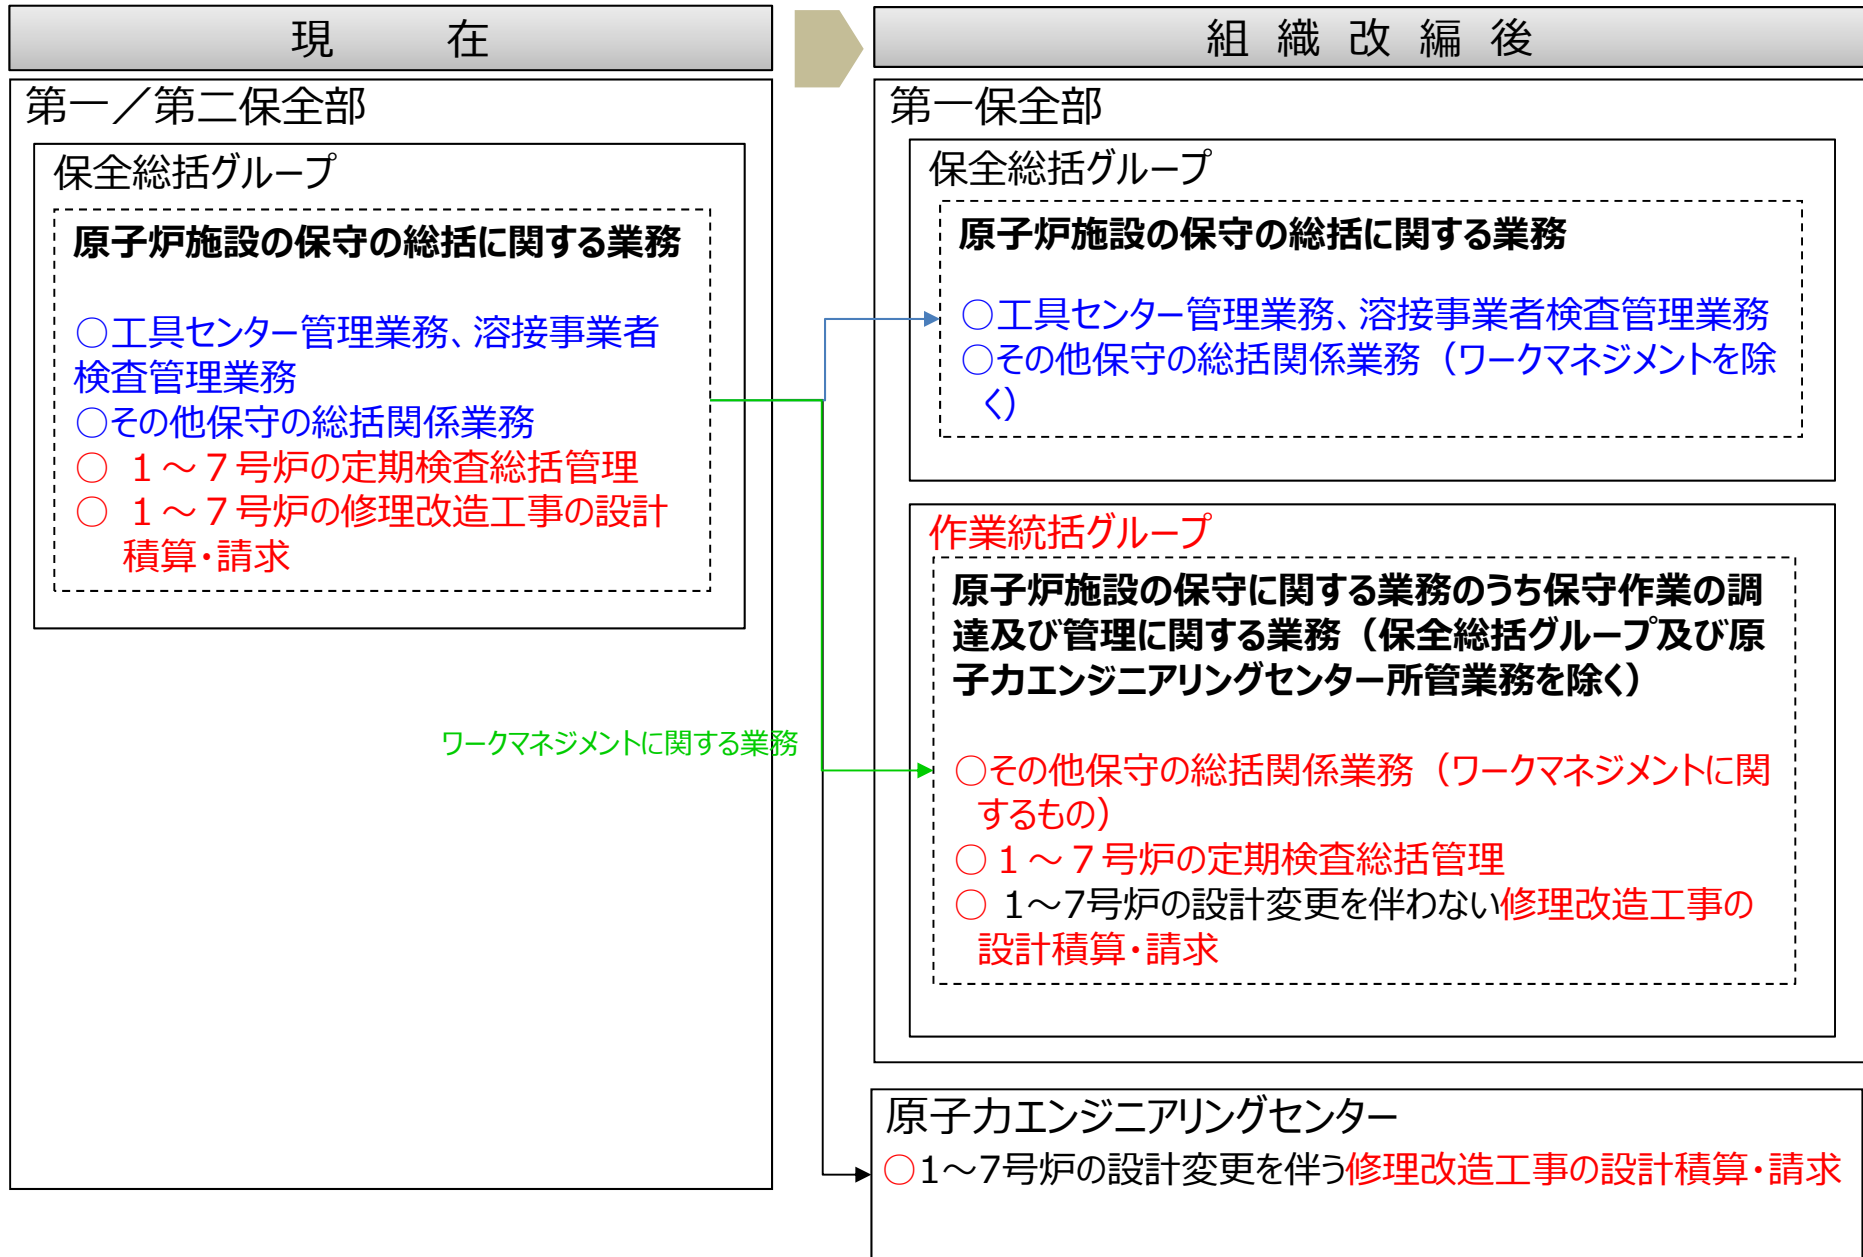 現　在
第一／第二保全部
保全総括グループ
原子炉施設の保守の総括に関する業務
○工具センター管理業務、溶接事業者
検査管理業務
○その他保守の総括関係業務
○ １～７号炉の定期検査総括管理
○ １～７号炉の修理改造工事の設計
積算・請求
ワークマネジメントに関する業務
組 織 改 編 後
第一保全部
保全総括グループ
原子炉施設の保守の総括に関する業務
○工具センター管理業務、溶接事業者検査管理業務
○その他保守の総括関係業務（ワークマネジメントを除
く）
作業統括グループ
原子炉施設の保守に関する業務のうち保守作業の調
達及び管理に関する業務（保全総括グループ及び原
子力エンジニアリングセンター所管業務を除く）
○その他保守の総括関係業務（ワークマネジメントに関
するもの）
○１～７号炉の定期検査総括管理
○ 1～7号炉の設計変更を伴わない修理改造工事の
設計積算・請求
原子力エンジニアリングセンター
○1～7号炉の設計変更を伴う修理改造工事の設計積算・請求